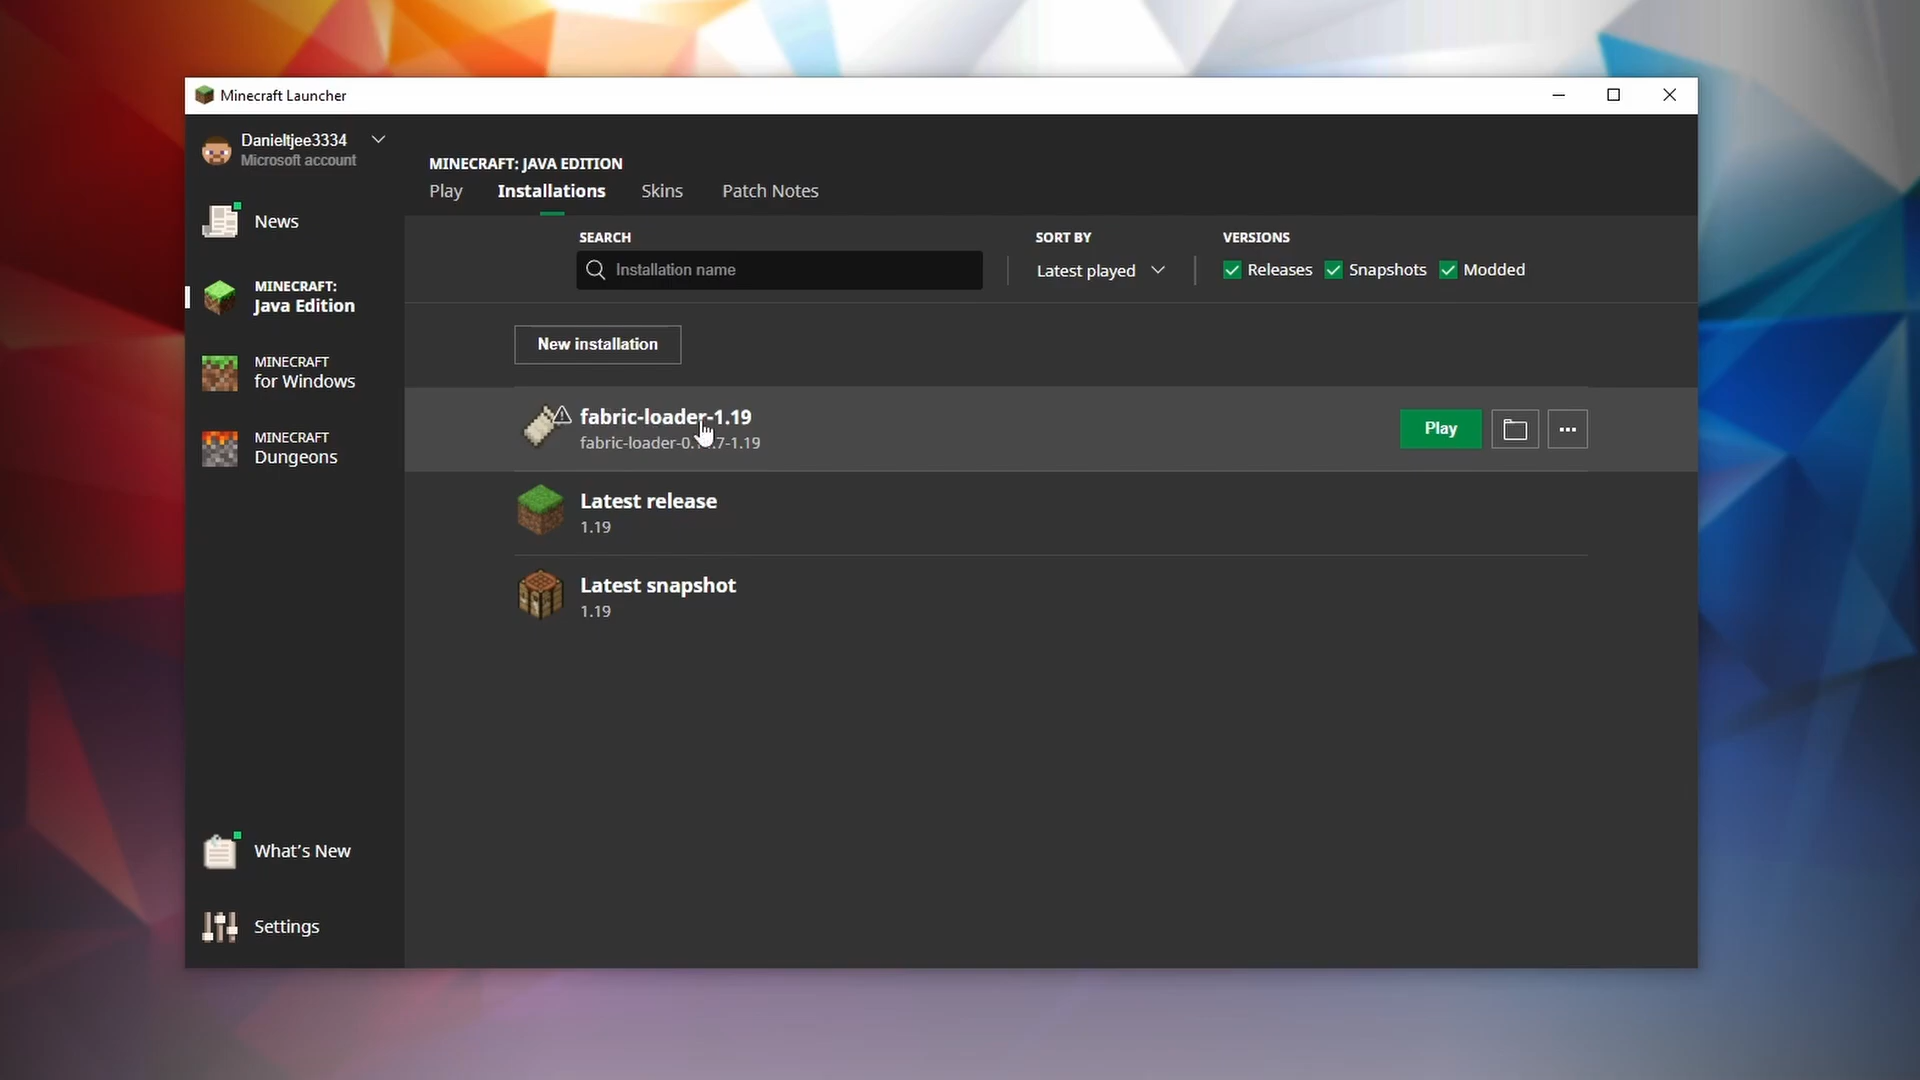 Minecraft Launcher
Danieltjee3334
Microsoft account
News
MINECRAFT:
Java Edition
MINECRAFT
for Windows
MINECRAFT
Dungeons
What's New
Settings
MINECRAFT: JAVA EDITION
Play Installations Skins Patch Notes
SEARCH SORT BY VERSIONS
Installation name Latest played Releases Snapshots Modded
New installation
fabric-loader-1.19
Play
Latest release
1.19
Latest snapshot
1.19